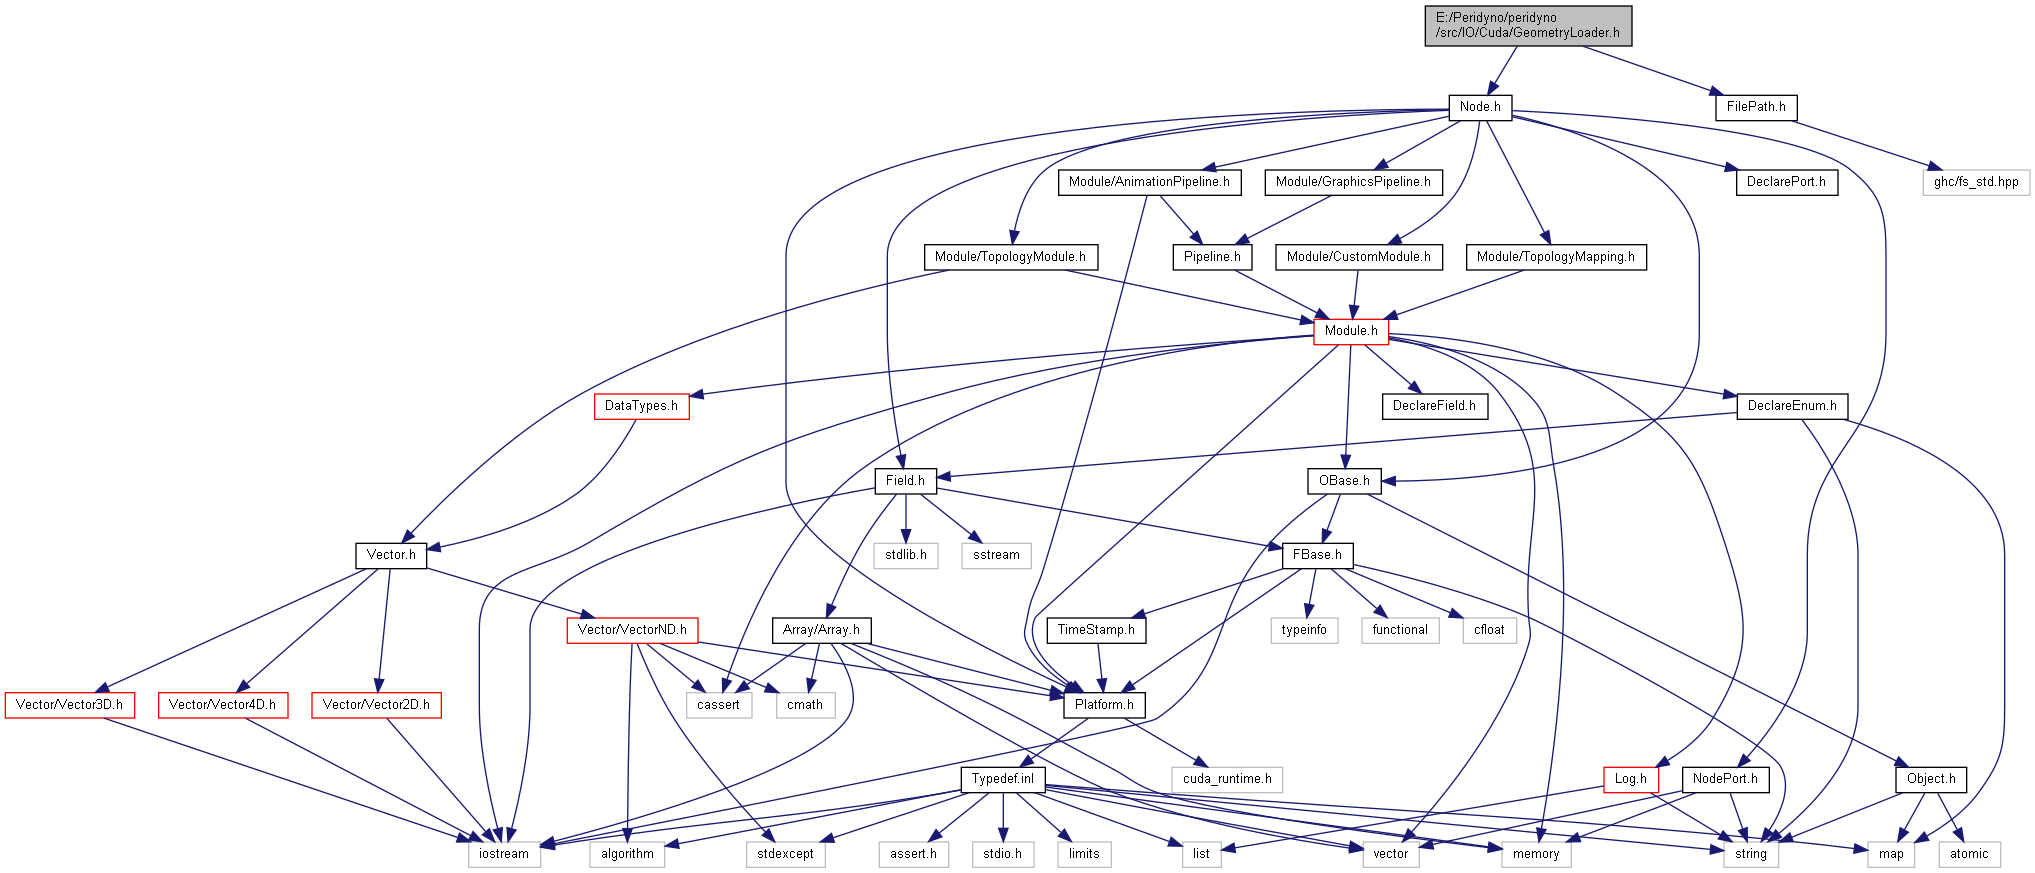 E:/Peridyno/peridyno
/src/IO/Cuda/GeometryLoader.h
Node.h
FilePath.h
Module/AnimationPipeline.h
Module/GraphicsPipeline.h
DeclarePort.h
ghc/fs_std.hpp
Module/TopologyModule.h
Pipeline.h
Module/CustomModule.h
Module/TopologyMapping.h
Module.h
DataTypes.h
DeclareField.h
DeclareEnum.h
Field.h
OBase.h
Vector.h
stdlib.h
sstream
FBase.h
Vector/VectorND.h
Array/Array.h
TimeStamp.h
typeinfo
functional
cfloat
Vector/Vector3D.h
Vector/Vector4D.h
Vector/Vector2D.h
cassert
cmath
Platform.h
Typedef.inl
cuda_runtime.h
Log.h
NodePort.h
Object.h
iostream
algorithm
stdexcept
assert.h
stdio.h
limits
list
vector
memory
string
map
atomic